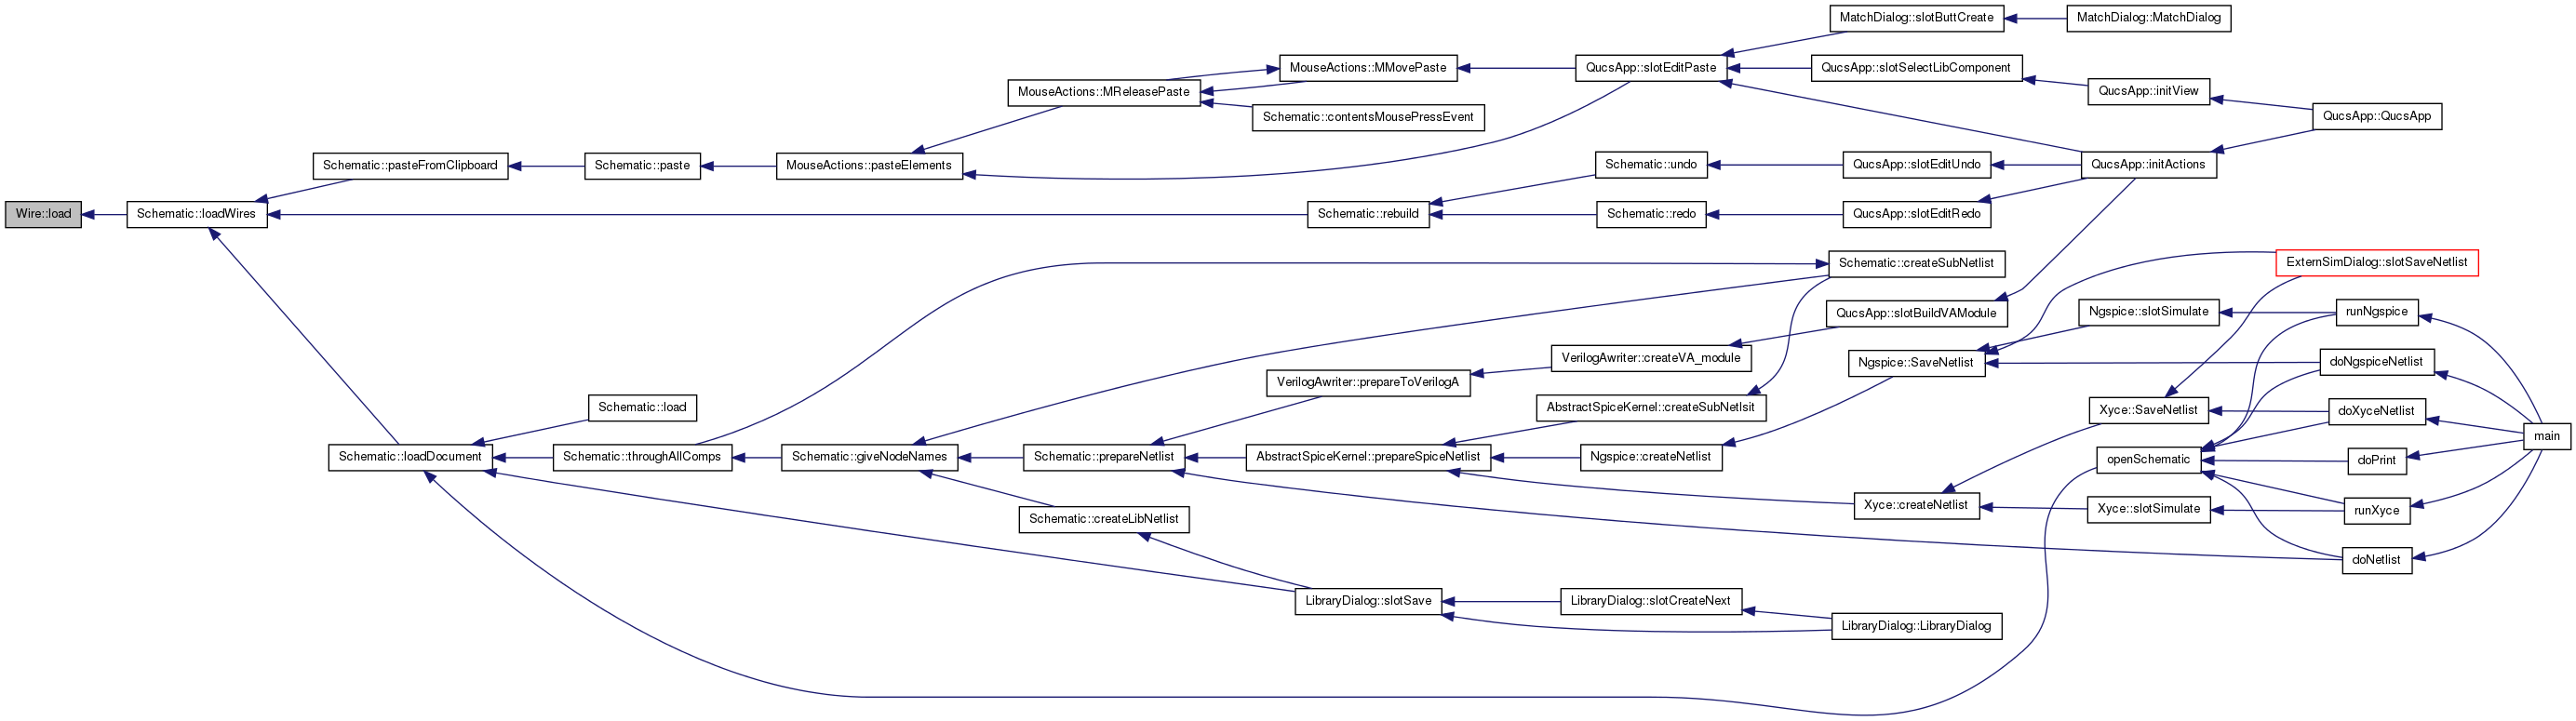 MatchDialog::slotButtCreate
MatchDialog::MatchDialog
MouseActions::MMovePaste
QucsApp::slotEditPaste
QucsApp::slotSelectLibComponent
MouseActions::MReleasePaste
QucsApp::initView
Schematic::contentsMousePressEvent
QucsApp::QucsApp
Schematic::pasteFromClipboard
Schematic::paste
MouseActions::pasteElements
Schematic::undo
QucsApp::slotEditUndo
QucsApp::initActions
Wire::load
Schematic::loadWires
Schematic::rebuild
Schematic::redo
QucsApp::slotEditRedo
Schematic::createSubNetlist
ExternSimDialog::slotSaveNetlist
QucsApp::slotBuildVAModule
Ngspice::slotSimulate
runNgspice
VerilogAwriter::createVA_module
Ngspice::SaveNetlist
doNgspiceNetlist
VerilogAwriter::prepareToVerilogA
Schematic::load
AbstractSpiceKernel::createSubNetlsit
Xyce::SaveNetlist
doXyceNetlist
main
Schematic::loadDocument
Schematic::throughAllComps
Schematic::giveNodeNames
Schematic::prepareNetlist
AbstractSpiceKernel::prepareSpiceNetlist
Ngspice::createNetlist
openSchematic
doPrint
Schematic::createLibNetlist
Xyce::createNetlist
Xyce::slotSimulate
runXyce
doNetlist
LibraryDialog::slotSave
LibraryDialog::slotCreateNext
LibraryDialog::LibraryDialog